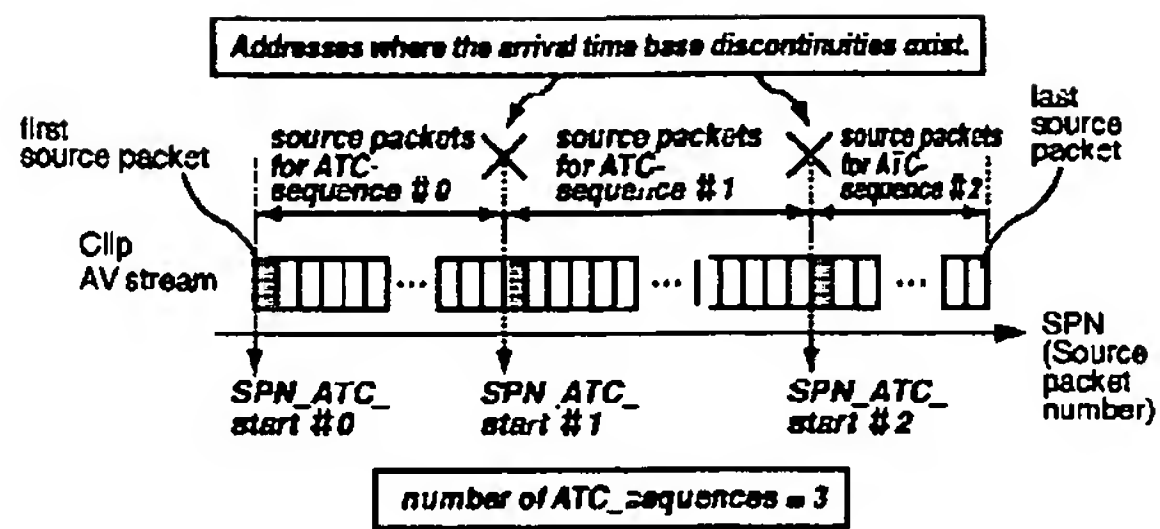 Addresses where the arrival time base discontinuities exist.
first
source packet
source packets
for ATC-
sequence #0
source packets
for ATC-
sequence #1
source packets
for ATC-
sequence #2
last
source
packet
Clip
AV stream
...
...
...
SPN
(Source
packet
number)
SPN_ATC_
start #0
SPN_ATC_
start #1
SPN_ATC_
start #2
number of ATC_sequences = 3